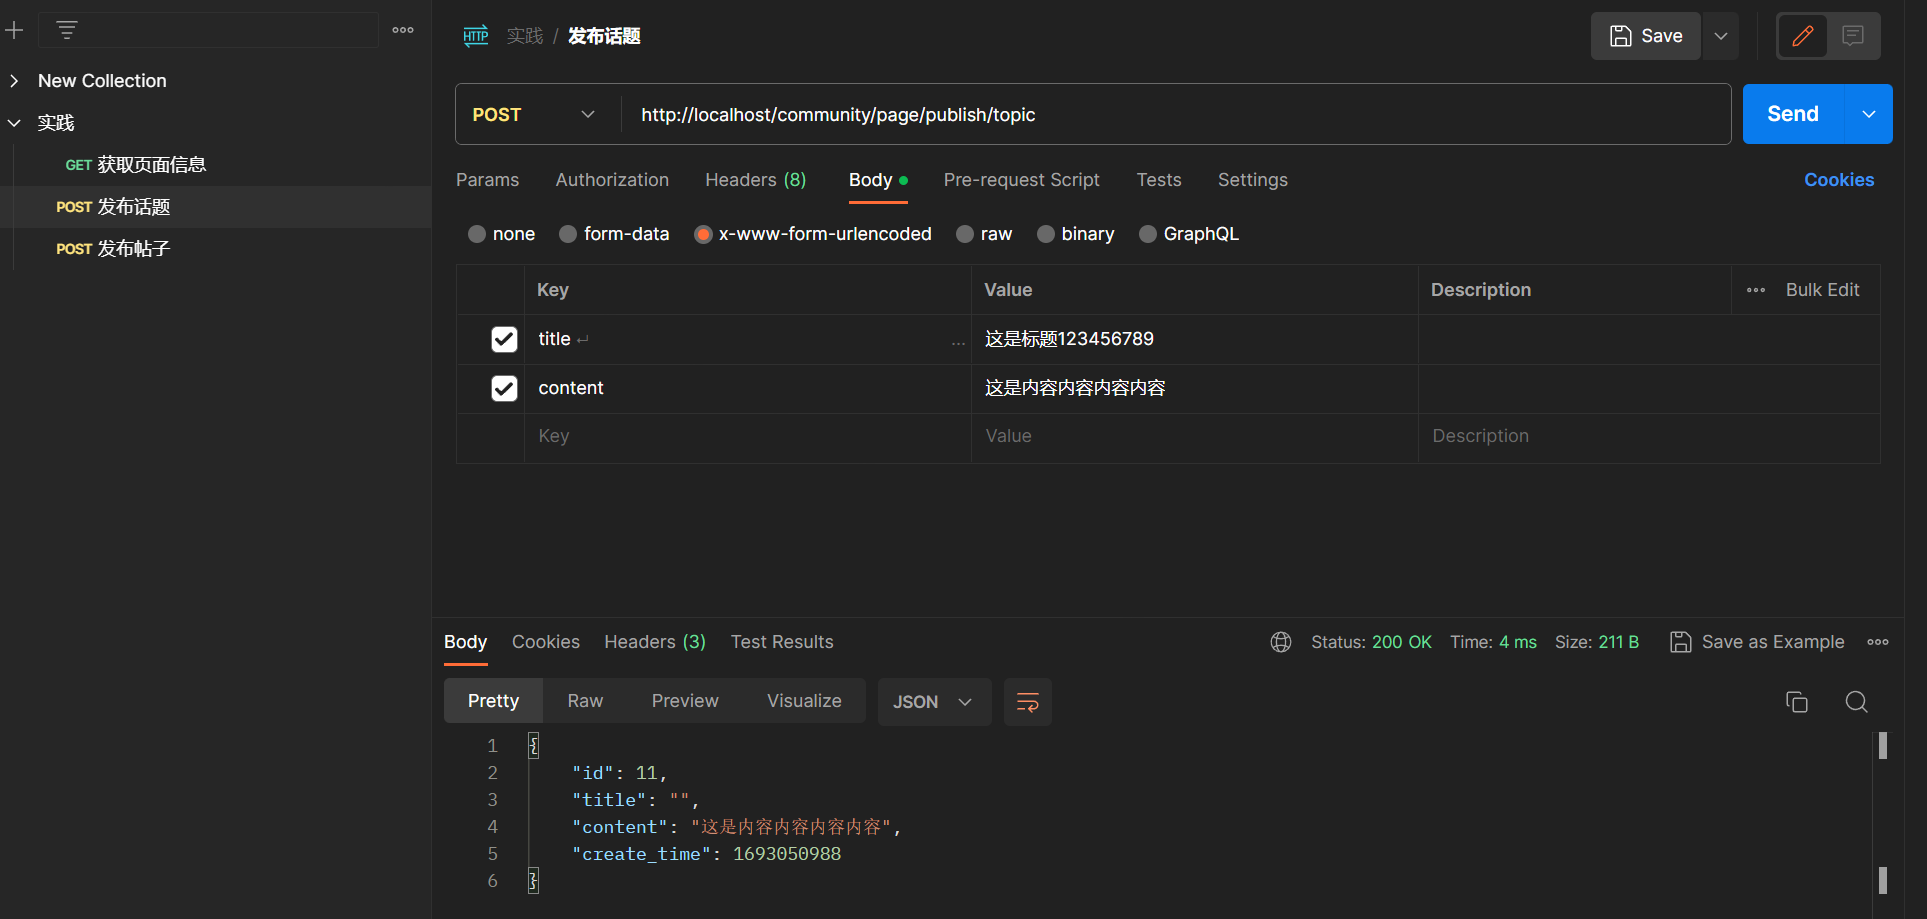 HTTP 实践 / 发布话题
Save
New Collection
实践
GET 获取页面信息
POST 发布话题
POST 发布帖子
POST http://localhost/community/page/publish/topic
Send
Params Authorization Headers (8) Body Pre-request Script Tests Settings Cookies
none form-data x-www-form-urlencoded raw binary GraphQL
Key Value Description Bulk Edit
title ↵ ... 这是标题123456789
content 这是内容内容内容内容
Key Value Description
Body Cookies Headers (3) Test Results Status: 200 OK Time: 4 ms Size: 211 B Save as Example
Pretty Raw Preview Visualize JSON
1 {
2 "id": 11,
3 "title": "",
4 "content": "这是内容内容内容内容",
5 "create_time": 1693050988
6 }